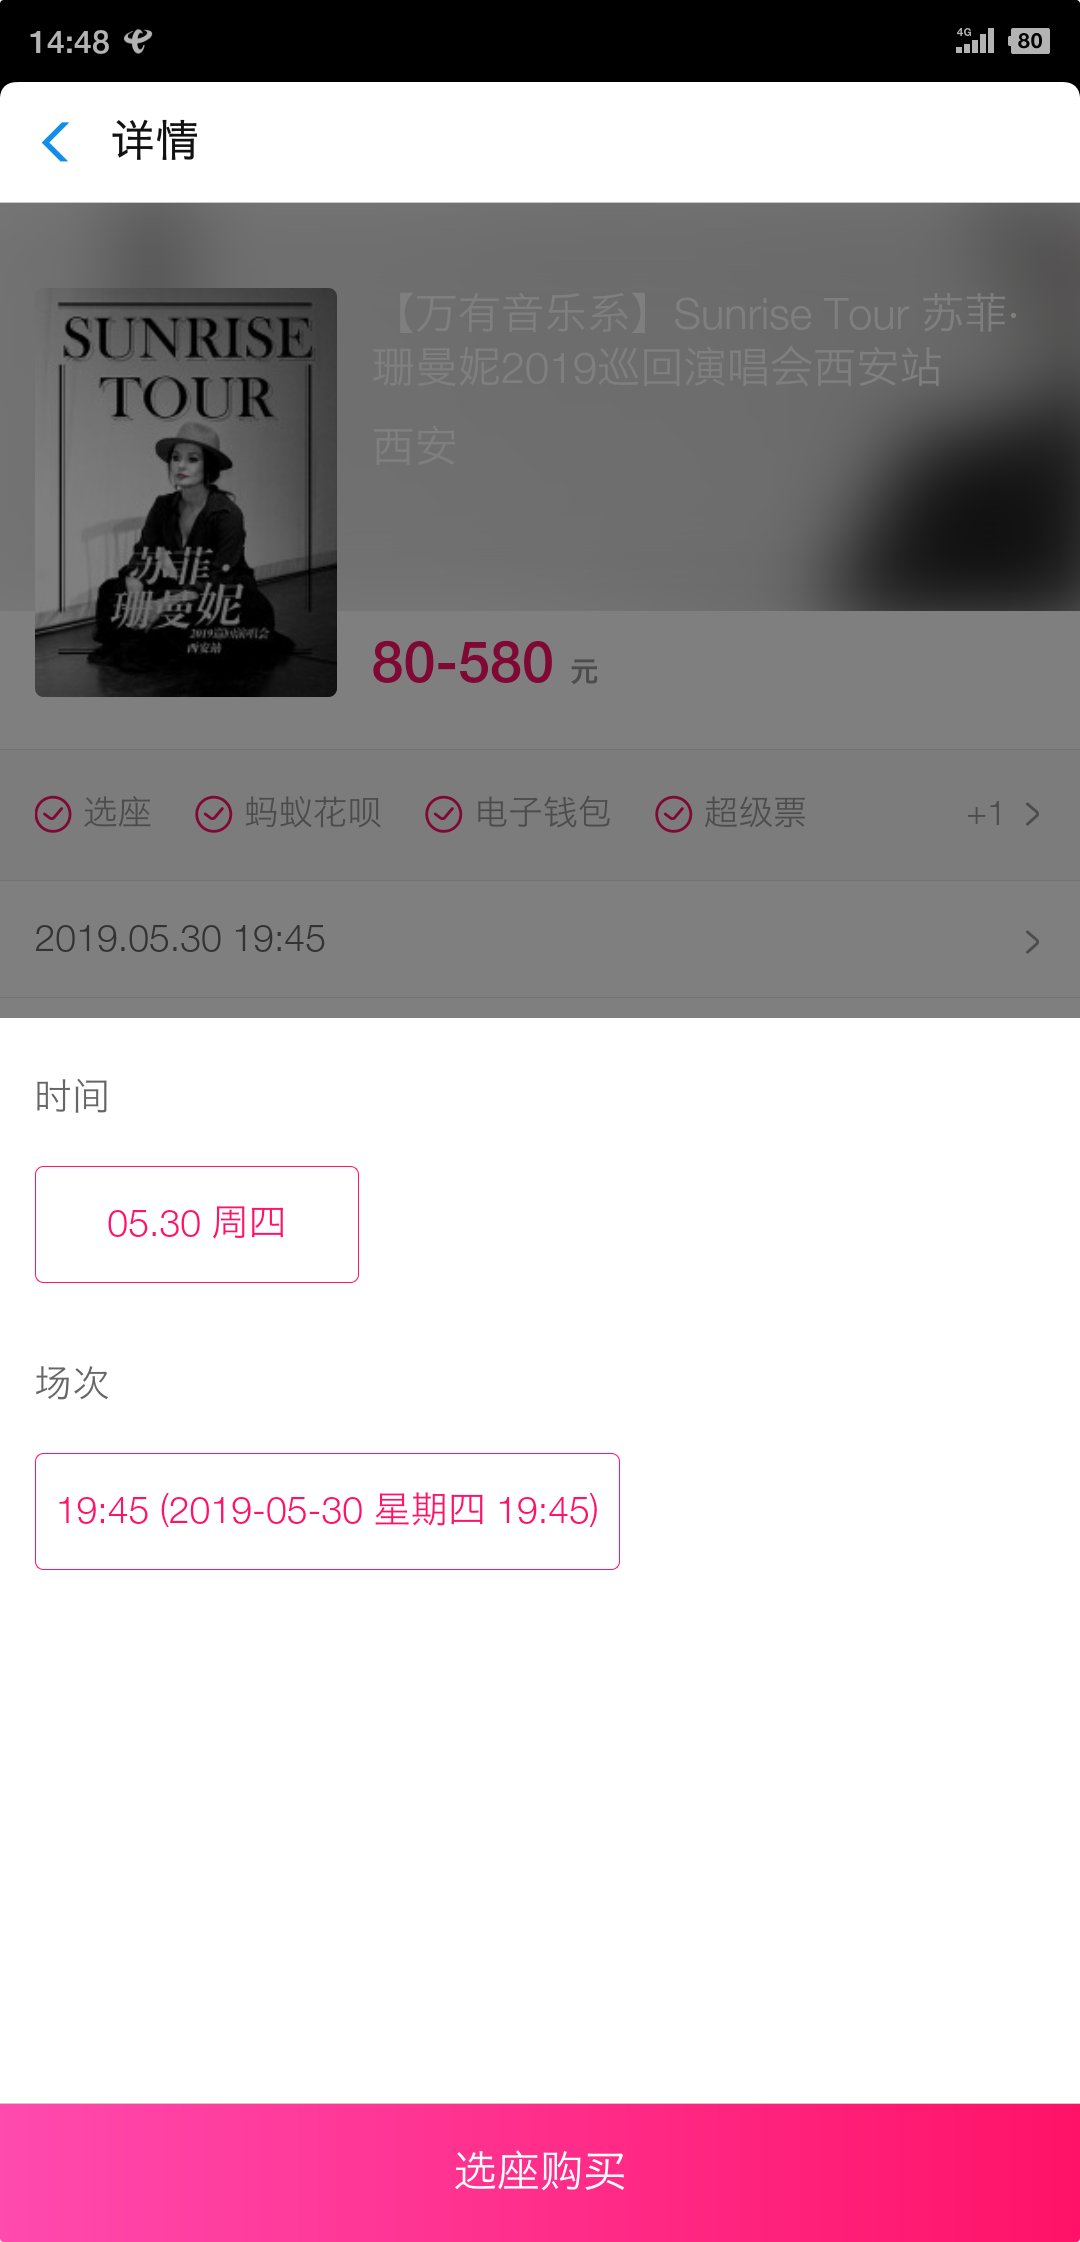 14:48
4G
80
详情
SUNRISE
TOUR
苏菲·
珊曼妮
2019巡回演唱会
西安站
【万有音乐系】Sunrise Tour 苏菲·
珊曼妮2019巡回演唱会西安站
西安
80-580 元
选座 蚂蚁花呗 电子钱包 超级票 +1
2019.05.30 19:45
时间
05.30 周四
场次
19:45 (2019-05-30 星期四 19:45)
选座购买